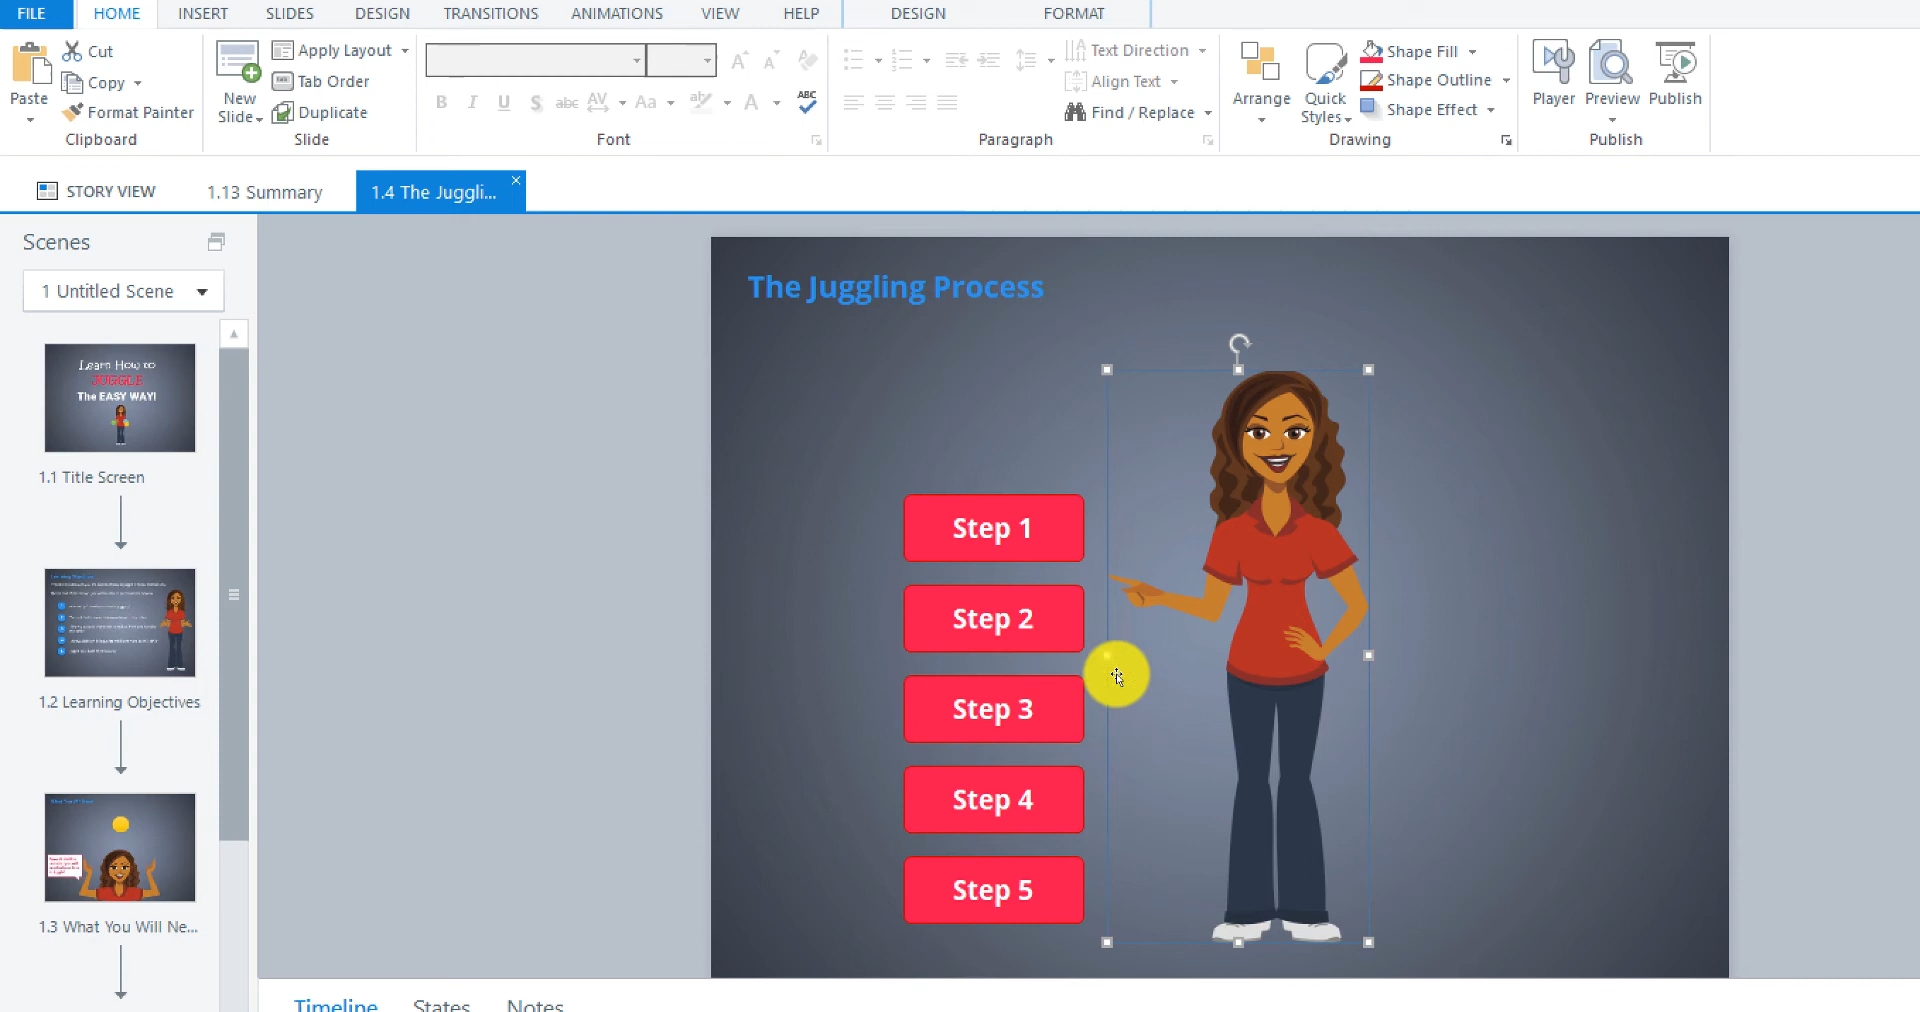 FILE HOME INSERT SLIDES DESIGN TRANSITIONS ANIMATIONS VIEW HELP DESIGN FORMAT
Paste
Cut
Copy
Format Painter
Clipboard
New
Slide
Apply Layout
Tab Order
Duplicate
Slide
B I U S abc AV Aa ab A ABC
Font
Text Direction
Align Text
Find / Replace
Paragraph
Arrange
Quick
Styles
Shape Fill
Shape Outline
Shape Effect
Drawing
Player
Preview
Publish
Publish
STORY VIEW 1.13 Summary 1.4 The Juggli...
Scenes
1 Untitled Scene
Learn How to
JUGGLE
The EASY WAY!
1.1 Title Screen
1.2 Learning Objectives
1.3 What You Will Ne...
The Juggling Process
Step 1
Step 2
Step 3
Step 4
Step 5
Timeline States Notes